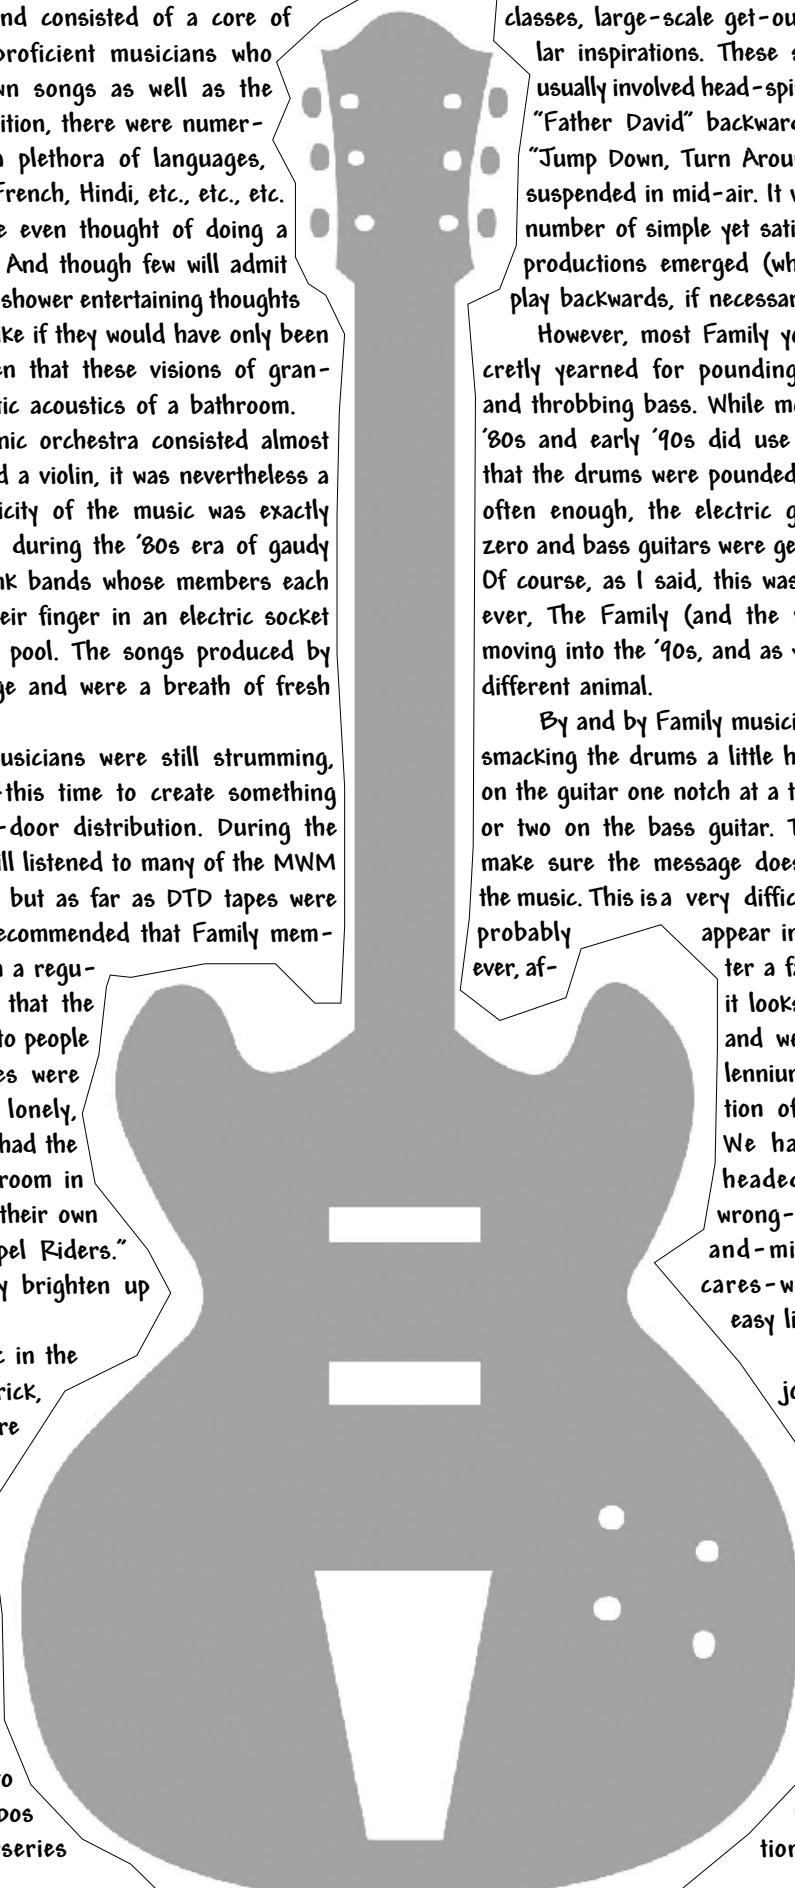 nd consisted of a core of
proficient musicians who
wn songs as well as the
ition, there were numer-
plethora of languages,
French, Hindi, etc., etc., etc.
e even thought of doing a
And though few will admit
shower entertaining thoughts
ike if they would have only been
en that these visions of gran-
tic acoustics of a bathroom.
nic orchestra consisted almost
d a violin, it was nevertheless a
icity of the music was exactly
during the '80s era of gaudy
nk bands whose members each
eir finger in an electric socket
pool. The songs produced by
ge and were a breath of fresh
usicians were still strumming,
-this time to create something
-door distribution. During the
ill listened to many of the MWM
but as far as DTD tapes were
ecommended that Family mem-
n a regu-
that the
to people
es were
lonely,
had the
room in
their own
pel Riders."
y brighten up
c in the
rick,
re
o
bos
series
classes, large-scale get-ou
lar inspirations. These s
usually involved head-spi
"Father David" backward
"Jump Down, Turn Arou
suspended in mid-air. It w
number of simple yet sati
productions emerged (wh
play backwards, if necessar
However, most Family yo
cretly yearned for pounding
and throbbing bass. While mo
'80s and early '90s did use
that the drums were pounded
often enough, the electric g
zero and bass guitars were ge
Of course, as I said, this was
ever, The Family (and the w
moving into the '90s, and as y
different animal.
By and by Family musici
smacking the drums a little h
on the guitar one notch at a t
or two on the bass guitar. T
make sure the message does
the music. This is a very diffic
probably appear in
ever, af- ter a fa
it looks
and we
lenniun
tion of
We ha
headed
wrong-
and-mi
cares-w
easy li
jo
tion